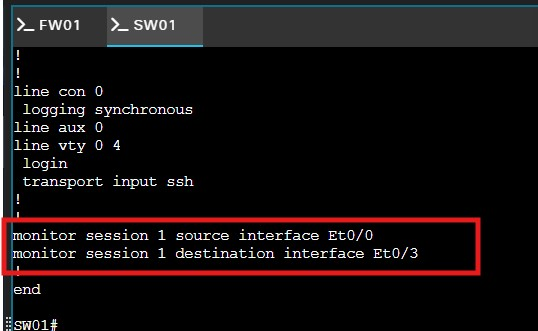 >_ FW01
>_ SW01
!
!
line con 0
 logging synchronous
line aux 0
line vty 0 4
 login
 transport input ssh
!
!
monitor session 1 source interface Et0/0
monitor session 1 destination interface Et0/3
!
end
SW01#